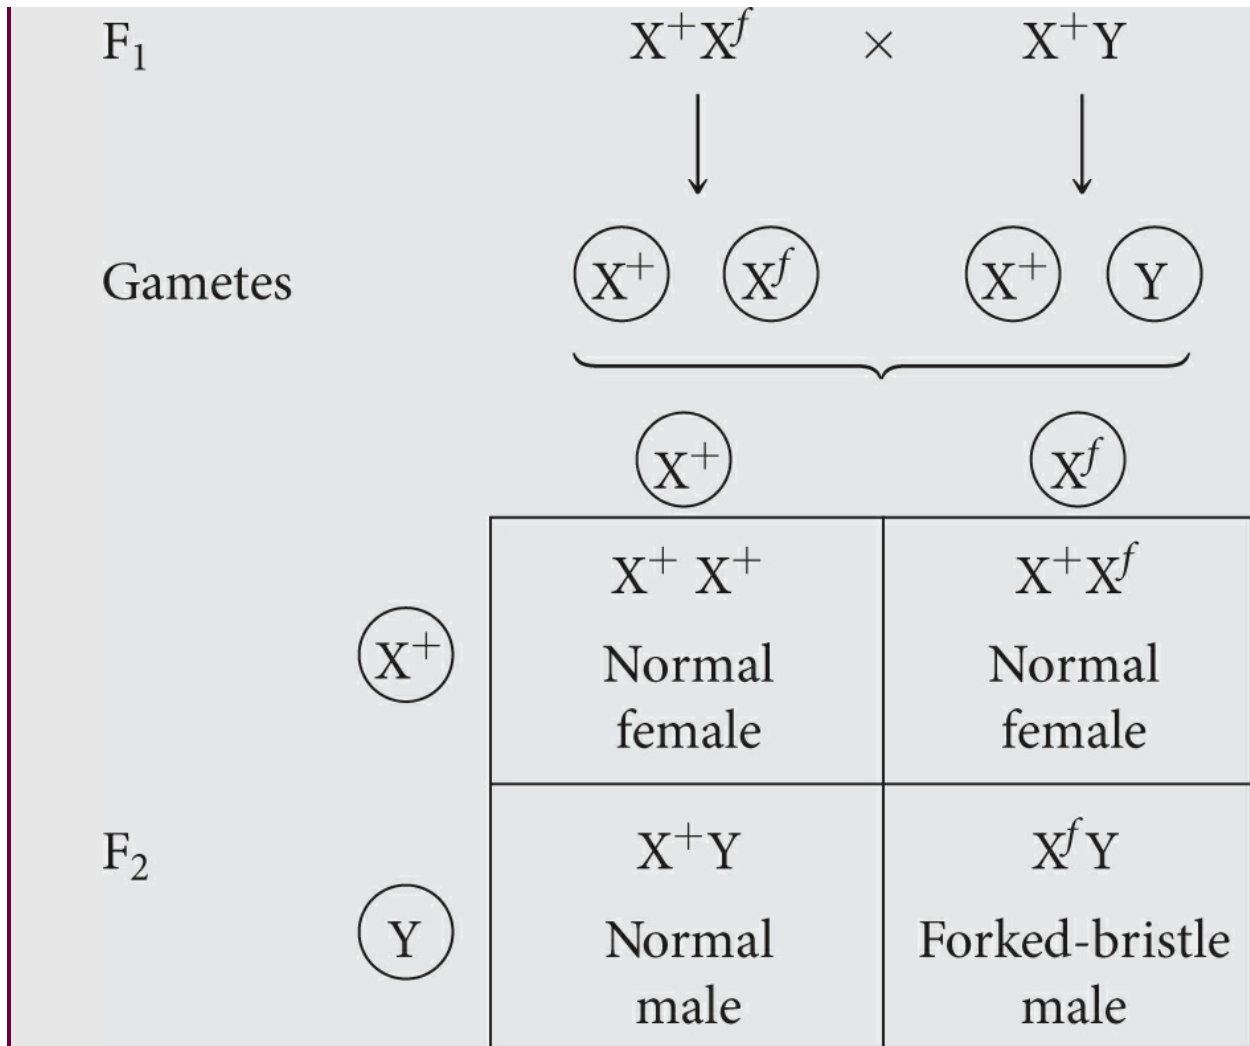 F₁ X⁺Xᶠ × X⁺Y
Gametes X⁺ Xᶠ X⁺ Y
X⁺ Xᶠ
X⁺ X⁺ X⁺Xᶠ
X⁺ Normal Normal
female female
F₂ X⁺Y XᶠY
Y Normal Forked-bristle
male male